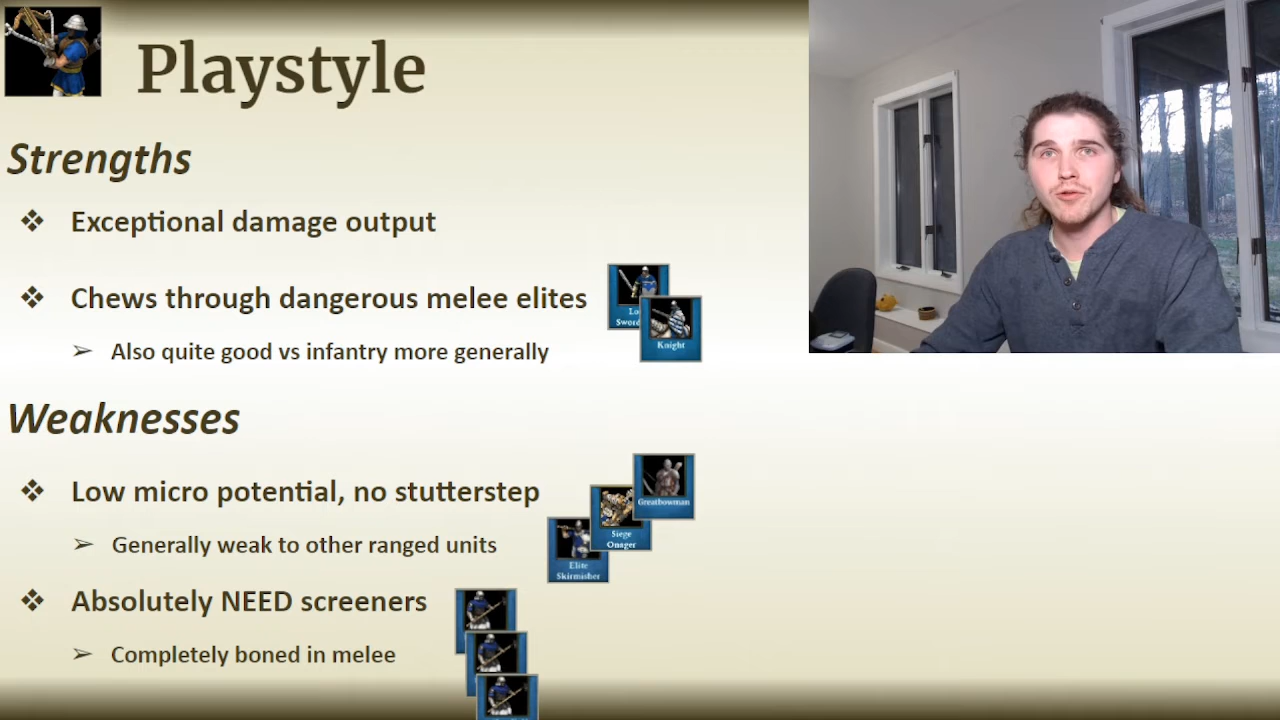 Playstyle
Strengths
❖ Exceptional damage output
❖ Chews through dangerous melee elites
Knight
➢ Also quite good vs infantry more generally
Weaknesses
❖ Low micro potential, no stutterstep
Greatbowman
Siege
Onager
➢ Generally weak to other ranged units
Elite
Skirmisher
❖ Absolutely NEED screeners
➢ Completely boned in melee